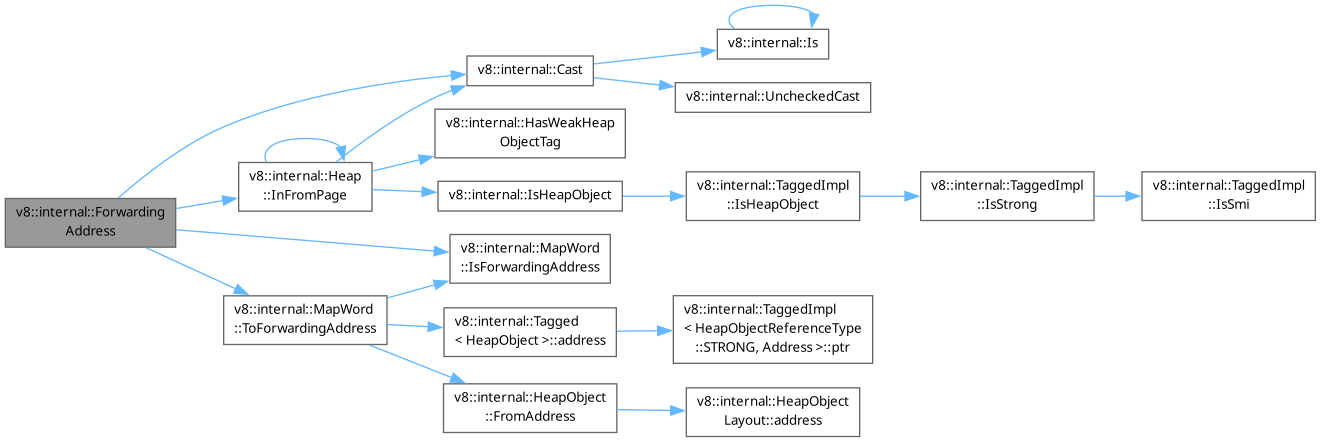 v8::internal::Forwarding
Address
v8::internal::Cast
v8::internal::Is
v8::internal::UncheckedCast
v8::internal::Heap
::InFromPage
v8::internal::HasWeakHeap
ObjectTag
v8::internal::IsHeapObject
v8::internal::TaggedImpl
::IsHeapObject
v8::internal::TaggedImpl
::IsStrong
v8::internal::TaggedImpl
::IsSmi
v8::internal::MapWord
::IsForwardingAddress
v8::internal::MapWord
::ToForwardingAddress
v8::internal::Tagged
< HeapObject >::address
v8::internal::TaggedImpl
< HeapObjectReferenceType
::STRONG, Address >::ptr
v8::internal::HeapObject
::FromAddress
v8::internal::HeapObject
Layout::address